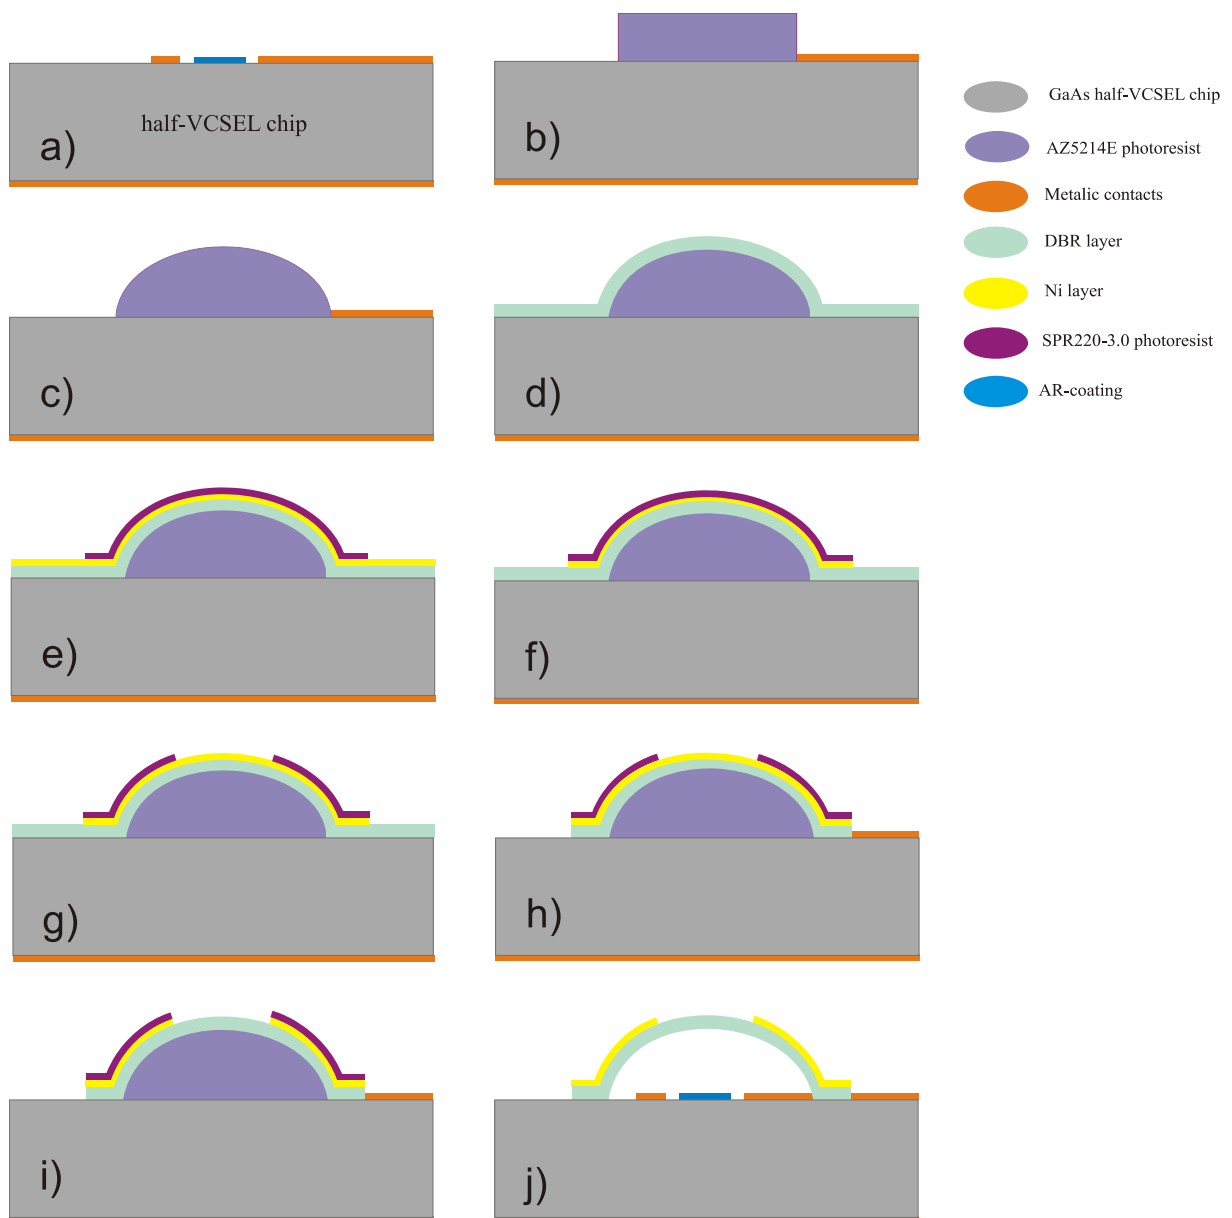 a)
half-VCSEL chip
b)
GaAs half-VCSEL chip
AZ5214E photoresist
Metalic contacts
DBR layer
Ni layer
SPR220-3.0 photoresist
AR-coating
c)
d)
e)
f)
g)
h)
i)
j)